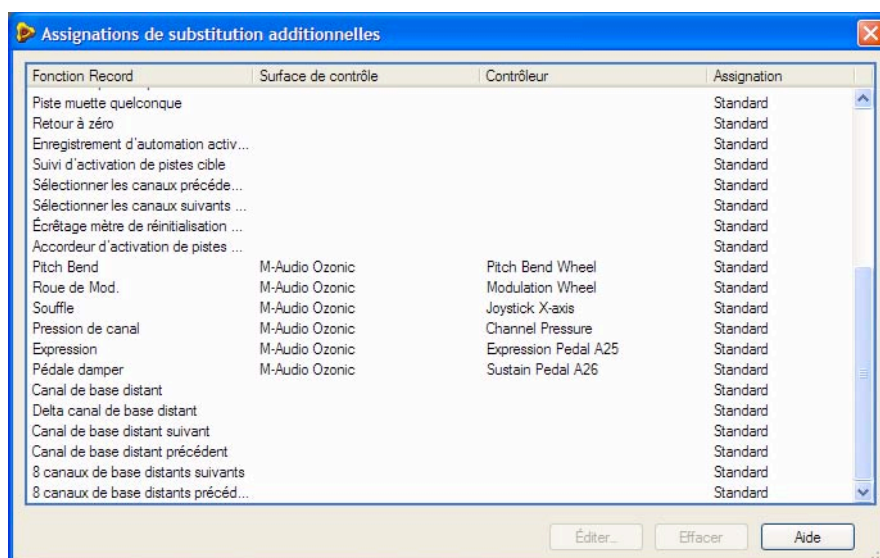 Assignations de substitution additionnelles
Fonction Record Surface de contrôle Contrôleur Assignation
Piste muette quelconque Standard
Retour à zéro Standard
Enregistrement d'automation activ... Standard
Suivi d'activation de pistes cible Standard
Sélectionner les canaux précéde... Standard
Sélectionner les canaux suivants ... Standard
Écrêtage mètre de réinitialisation ... Standard
Accordeur d'activation de pistes ... Standard
Pitch Bend M-Audio Ozonic Pitch Bend Wheel Standard
Roue de Mod. M-Audio Ozonic Modulation Wheel Standard
Souffle M-Audio Ozonic Joystick X-axis Standard
Pression de canal M-Audio Ozonic Channel Pressure Standard
Expression M-Audio Ozonic Expression Pedal A25 Standard
Pédale damper M-Audio Ozonic Sustain Pedal A26 Standard
Canal de base distant Standard
Delta canal de base distant Standard
Canal de base distant suivant Standard
Canal de base distant précédent Standard
8 canaux de base distants suivants Standard
8 canaux de base distants précéd... Standard
Éditer... Effacer Aide